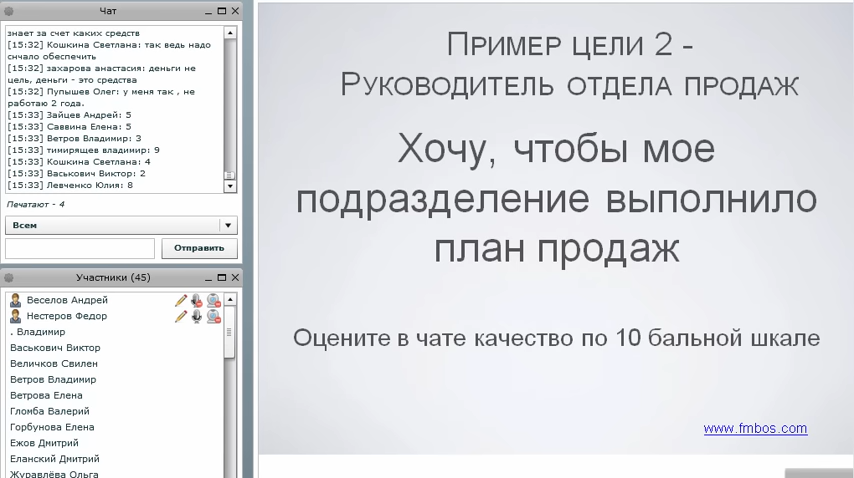 Чат
знает за счет каких средств
[15:32] Кошкина Светлана: так ведь надо
снчало обеспечить
[15:32] захарова анастасия: деньги не
цель, деньги - это средства
[15:32] Пупышев Олег: у меня так , не
работаю 2 года.
[15:33] Зайцев Андрей: 5
[15:33] Саввина Елена: 5
[15:33] Ветров Владимир: 3
[15:33] тимирящев владимир: 9
[15:33] Кошкина Светлана: 4
[15:33] Васькович Виктор: 2
[15:33] Левченко Юлия: 8
Печатают - 4
Всем
Отправить
Участники (45)
Веселов Андрей
Нестеров Федор
. Владимир
Васькович Виктор
Величков Свилен
Ветров Владимир
Ветрова Елена
Гломба Валерий
Горбунова Елена
Ежов Дмитрий
Еланский Дмитрий
Журавлёва Ольга
Пример цели 2 -
Руководитель отдела продаж
Хочу, чтобы мое
подразделение выполнило
план продаж
Оцените в чате качество по 10 бальной шкале
www.fmbos.com